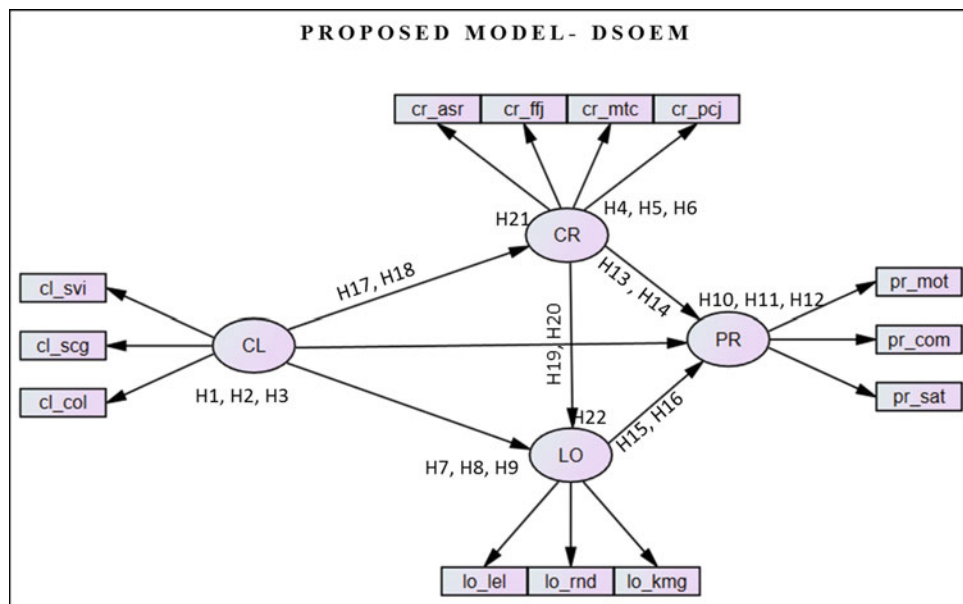 PROPOSED MODEL- DSOEM
cr_asr cr_ffj cr_mtc cr_pcj
H21
CR
H4, H5, H6
H17, H18
H13 , H14
H19, H20
cl_svi
cl_scg
cl_col
CL
H1, H2, H3
H10, H11, H12
PR
pr_mot
pr_com
pr_sat
H22
LO
H15, H16
H7, H8, H9
lo_lel lo_rnd lo_kmg